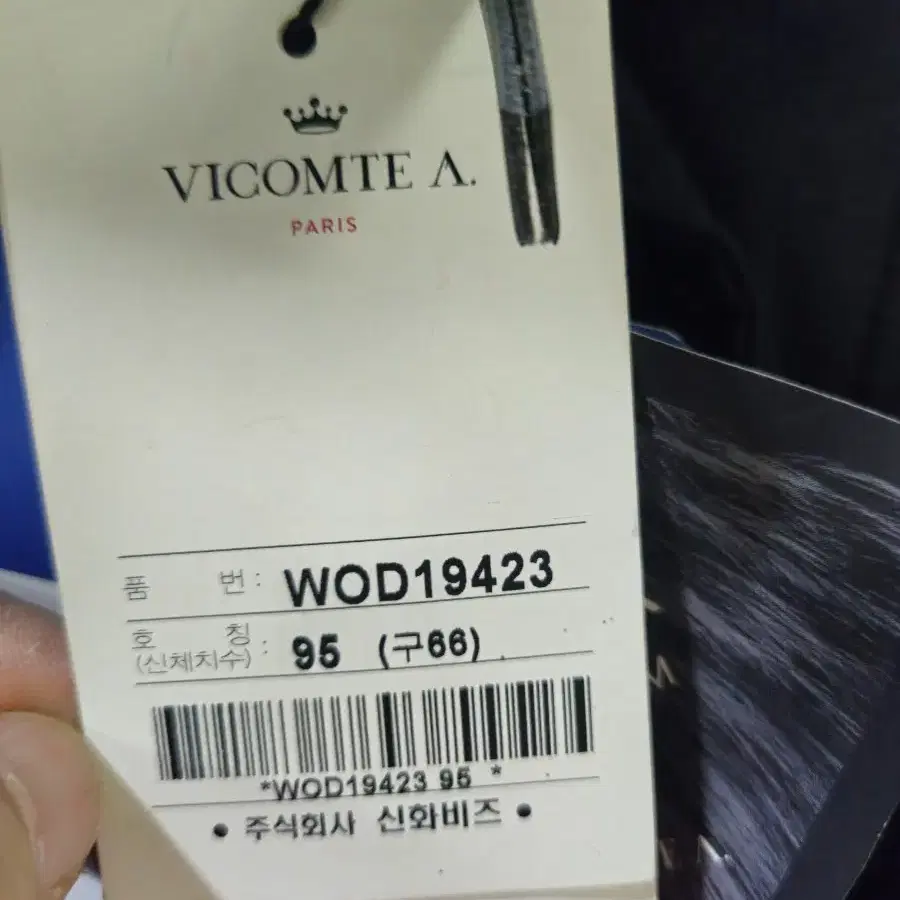 VICOMTE A.
PARIS
품 번 : WOD19423
호 칭
(신체치수) : 95 (구66)
*WOD19423 95 *
• 주식회사 신화비즈 •